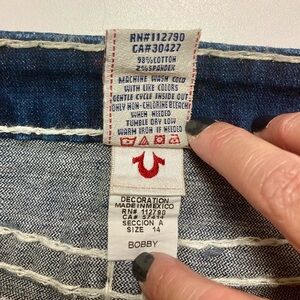 RN#112790
CA#30427
98%COTTON
2%SPANDEX
MACHINE WASH COLD
WITH LIKE COLORS
GENTLE CYCLE INSIDE OUT
ONLY NON-CHLORINE BLEACH
WHEN NEEDED
TUMBLE DRY LOW
WARM IRON IF NEEDED
DECORATION
MADE IN MEXICO
RN# 112790
CA# 57414
SECCION A
SIZE 14
BOBBY